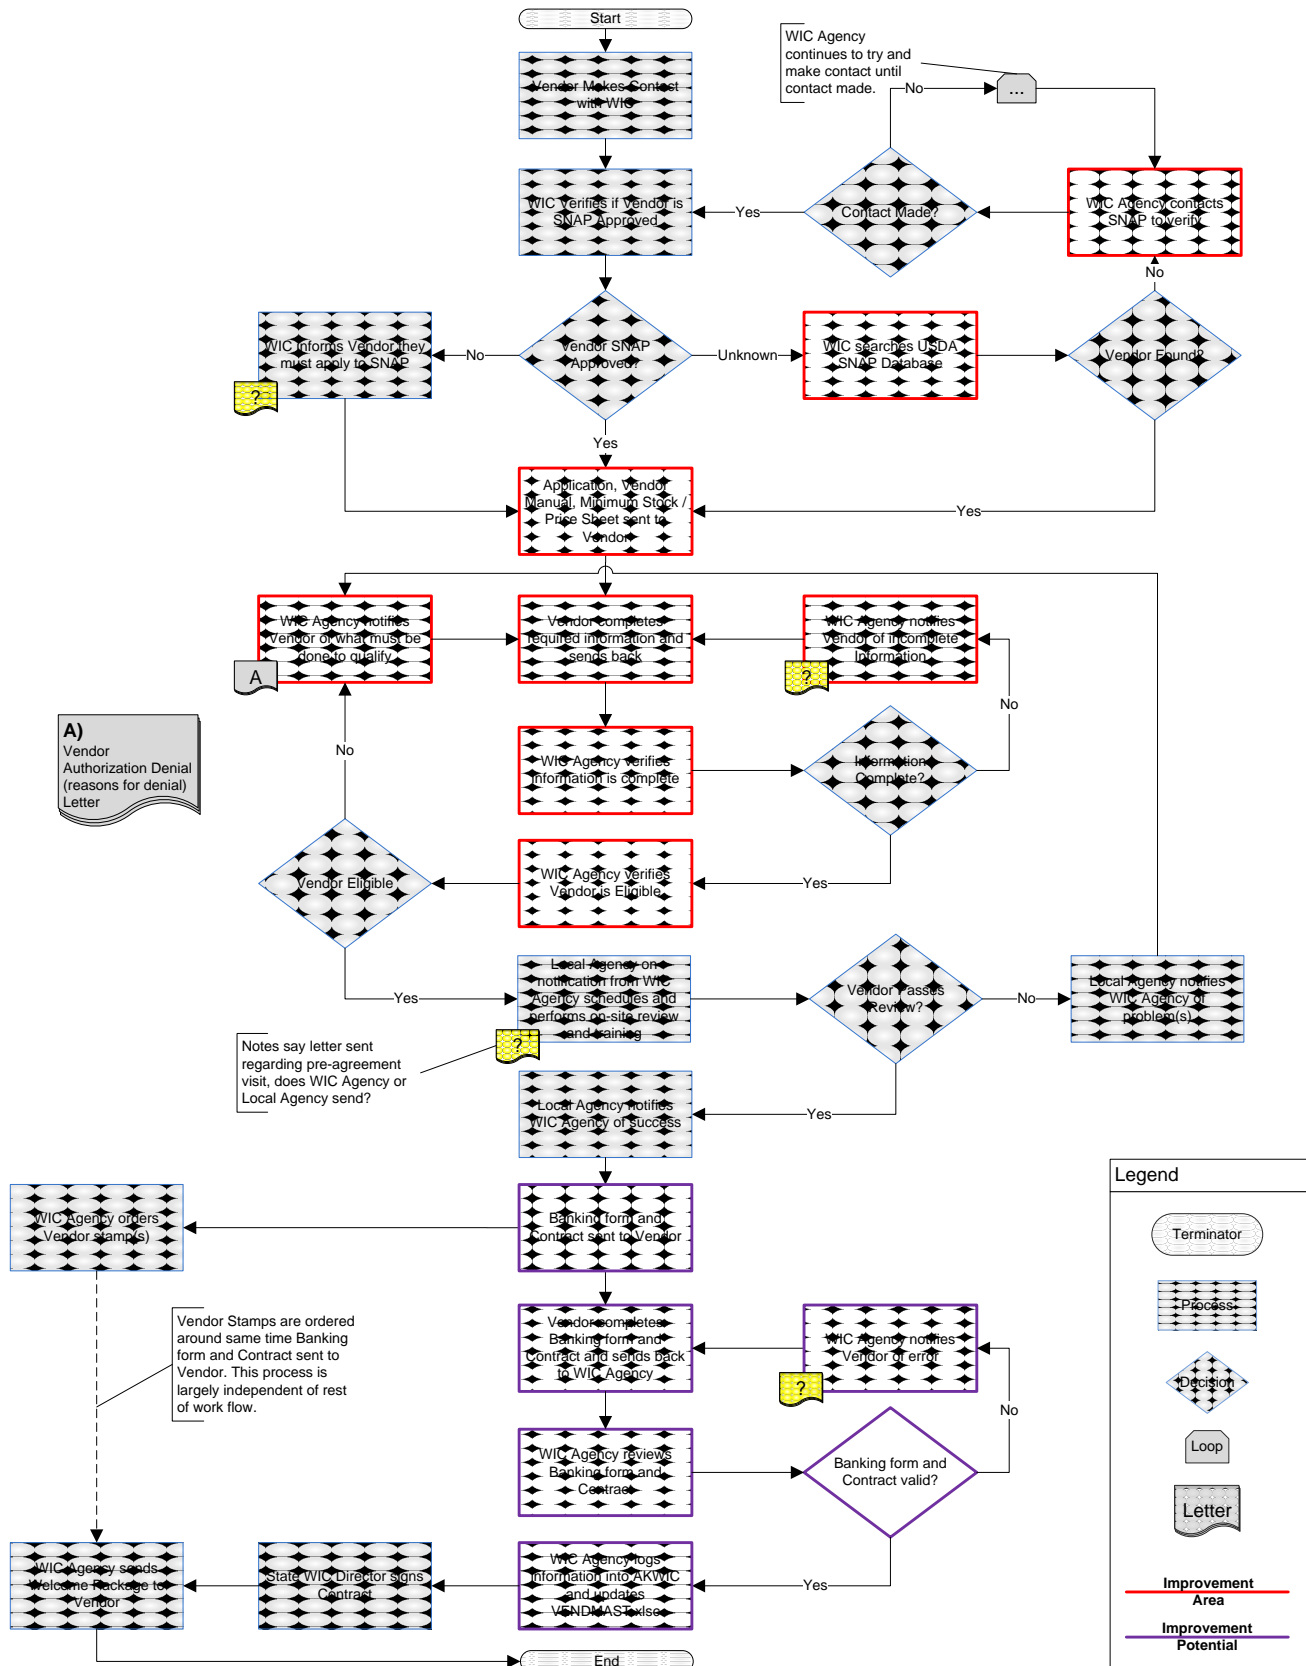 Start
Vendor Makes Contact
with WIC
WIC Agency
continues to try and
make contact until
contact made.
No
...
WIC Verifies if Vendor is
SNAP Approved
Yes
Contact Made?
WIC Agency contacts
SNAP to verify
No
WIC informs Vendor they
must apply to SNAP
?
No
Vendor SNAP
Approved?
Unknown
WIC searches USDA
SNAP Database
Vendor Found?
Yes
Application, Vendor
Manual, Minimum Stock /
Price Sheet sent to
Vendor
Yes
WIC Agency notifies
Vendor of what must be
done to qualify
A
Vendor completes
required information and
sends back
WIC Agency notifies
Vendor of incomplete
Information
?
No
A)
Vendor
Authorization Denial
(reasons for denial)
Letter
No
WIC Agency verifies
information is complete
Information
Complete?
Vendor Eligible
WIC Agency verifies
Vendor is Eligible
Yes
Yes
Local Agency on
notification from WIC
Agency schedules and
performs on-site review
and training
?
Vendor Passes
Review?
No
Local Agency notifies
WIC Agency of
problem(s)
Notes say letter sent
regarding pre-agreement
visit, does WIC Agency or
Local Agency send?
Local Agency notifies
WIC Agency of success
Yes
WIC Agency orders
Vendor stamp(s)
Banking form and
Contract sent to Vendor
Vendor Stamps are ordered
around same time Banking
form and Contract sent to
Vendor. This process is
largely independent of rest
of work flow.
Vendor completes
Banking form and
Contract and sends back
to WIC Agency
WIC Agency notifies
Vendor of error
?
No
WIC Agency reviews
Banking form and
Contract
Banking form and
Contract valid?
WIC Agency sends
Welcome Package to
Vendor
State WIC Director signs
Contract
WIC Agency logs
information into AKWIC
and updates
VENDMAST.xlsc
Yes
End
Legend
Terminator
Process
Decision
Loop
Letter
Improvement
Area
Improvement
Potential